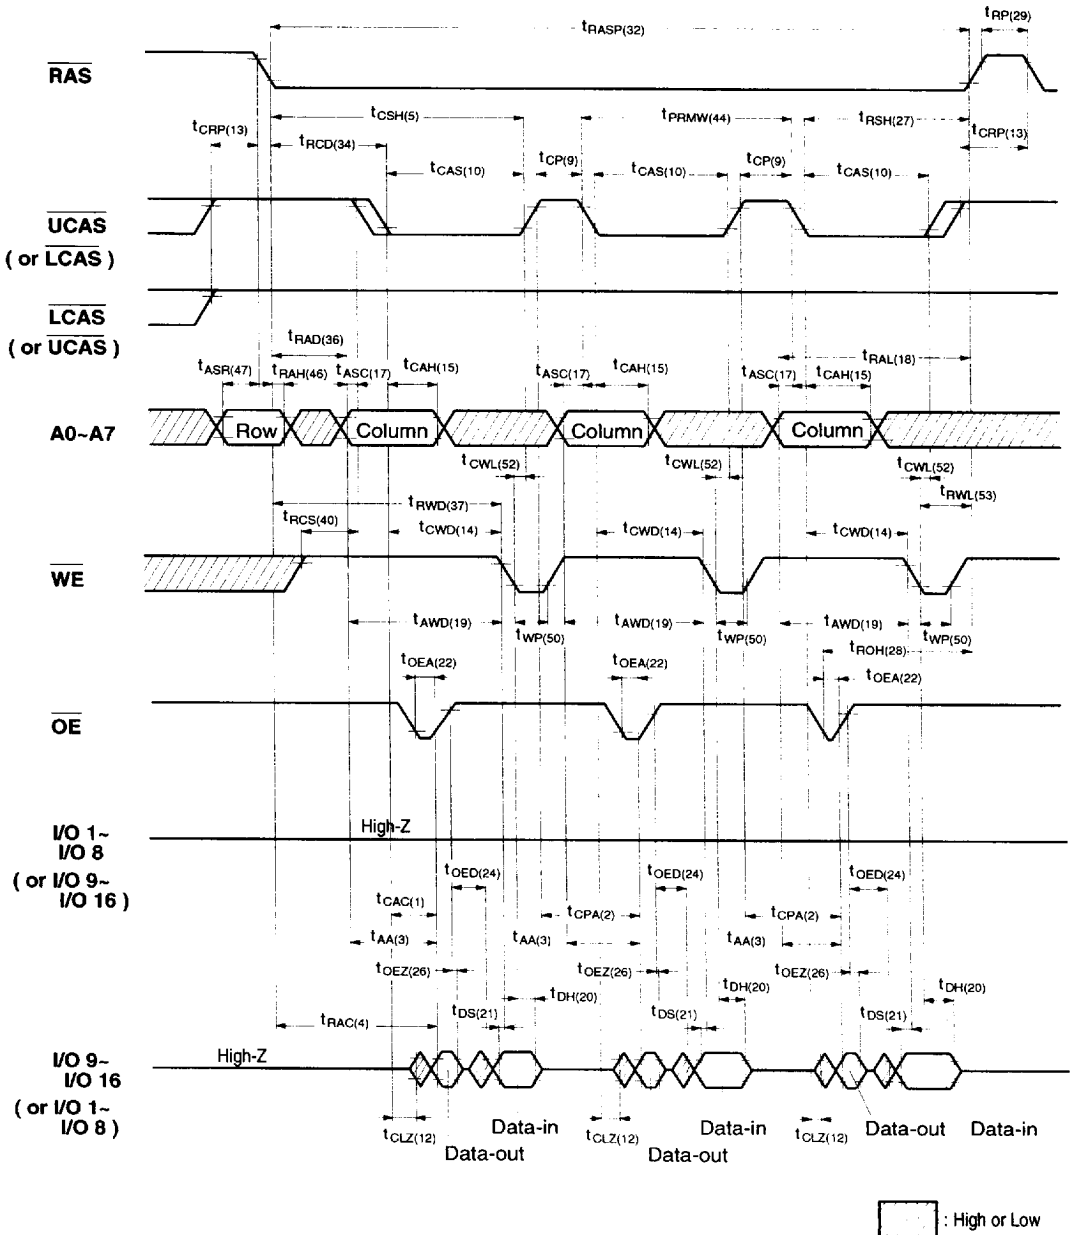 tRP(29)
tRASP(32)
RAS
tCRP(13)
tCSH(5)
tPRMW(44)
tRSH(27)
tCRP(13)
tRCD(34)
tCAS(10)
tCP(9)
tCAS(10)
tCP(9)
tCAS(10)
UCAS
( or LCAS )
LCAS
( or UCAS )
tRAD(36)
tRAL(18)
tASR(47)
tRAH(46)
tASC(17)
tCAH(15)
tASC(17)
tCAH(15)
tASC(17)
tCAH(15)
A0~A7
Row
Column
Column
Column
tCWL(52)
tCWL(52)
tCWL(52)
tRWD(37)
tRWL(53)
tRCS(40)
tCWD(14)
tCWD(14)
tCWD(14)
WE
tAWD(19)
tWP(50)
tAWD(19)
tWP(50)
tAWD(19)
tWP(50)
tROH(28)
tOEA(22)
tOEA(22)
tOEA(22)
OE
I/O 1~
I/O 8
( or I/O 9~
I/O 16 )
High-Z
tOED(24)
tOED(24)
tOED(24)
tCAC(1)
tCPA(2)
tCPA(2)
tAA(3)
tAA(3)
tAA(3)
tOEZ(26)
tOEZ(26)
tOEZ(26)
tDH(20)
tDH(20)
tDH(20)
tRAC(4)
tDS(21)
tDS(21)
tDS(21)
I/O 9~
I/O 16
( or I/O 1~
I/O 8 )
High-Z
tCLZ(12)
Data-in
Data-out
tCLZ(12)
Data-in
Data-out
tCLZ(12)
Data-out
Data-in
: High or Low